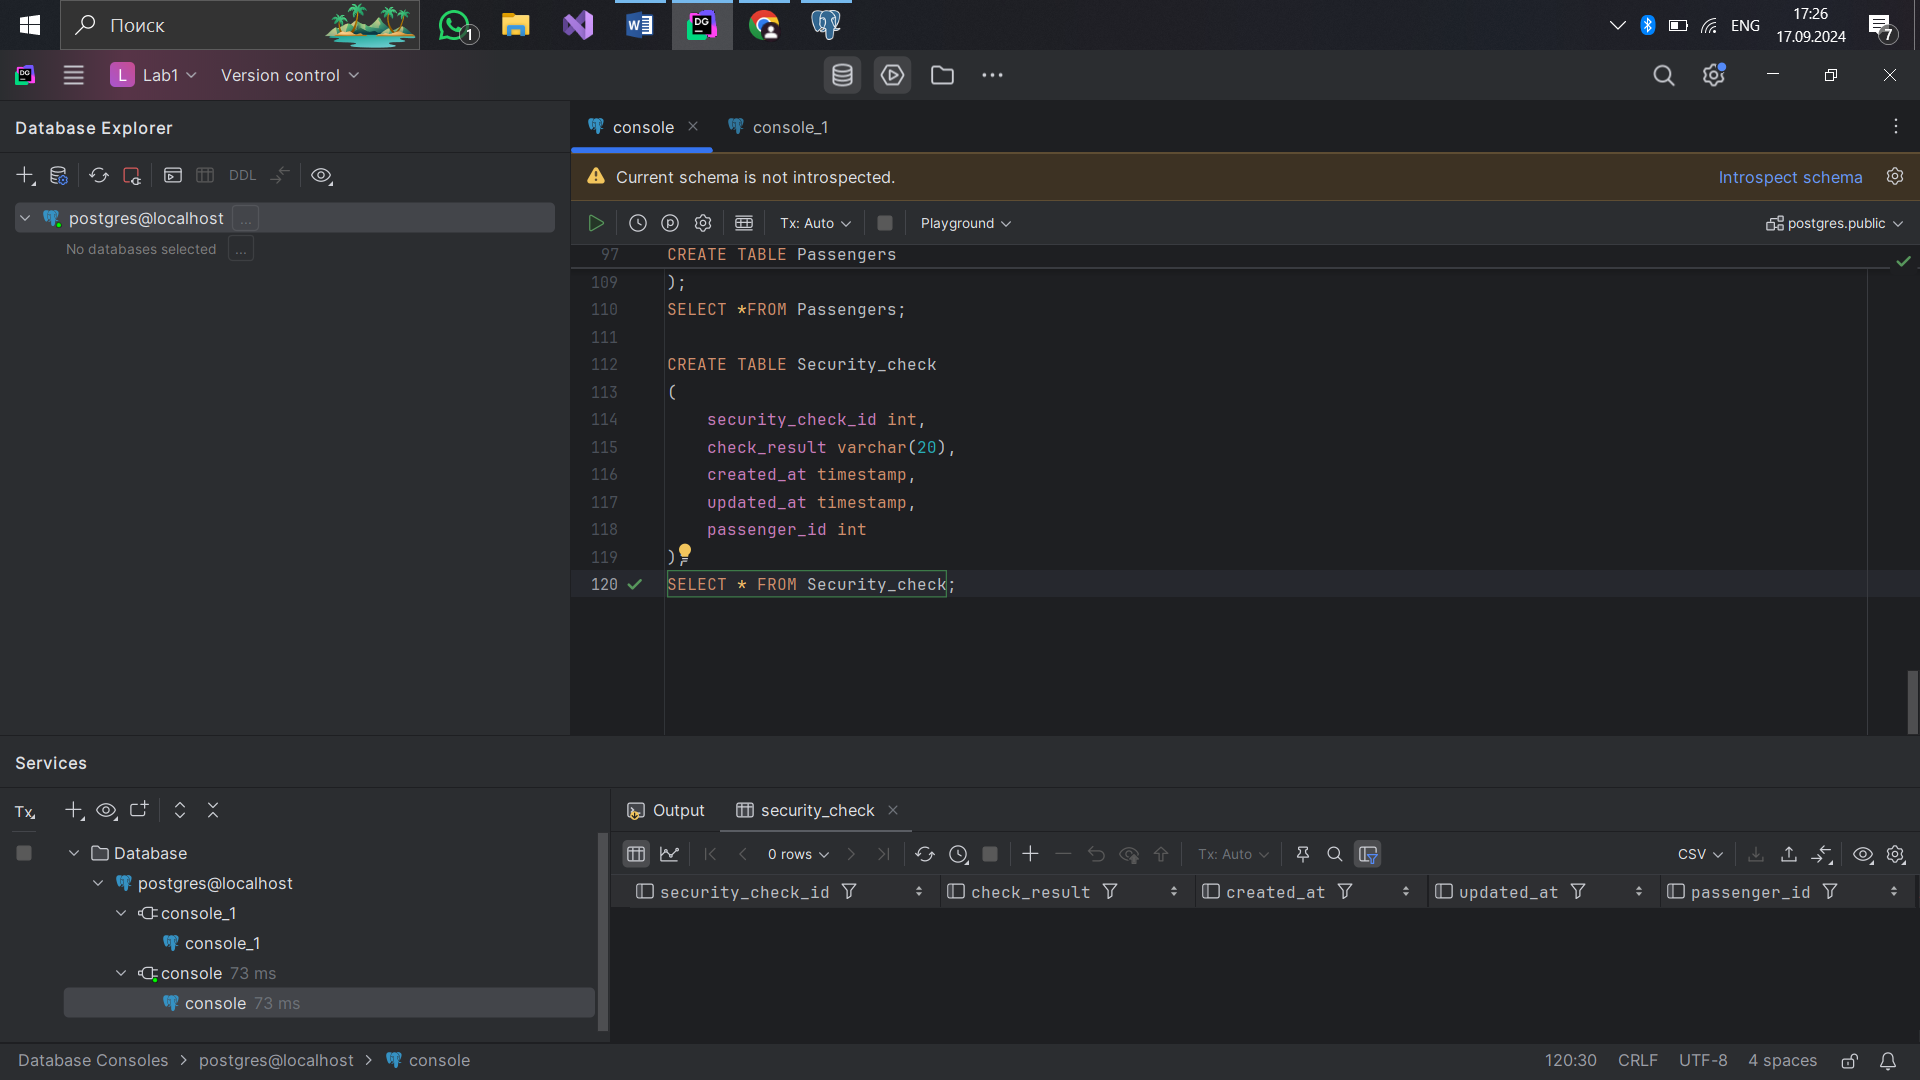 Поиск
1
ENG
17:26
17.09.2024
7
L Lab1
Version control
Database Explorer
DDL
postgres@localhost ...
No databases selected ...
console
console_1
Current schema is not introspected.
Introspect schema
Tx: Auto
Playground
postgres.public
97 CREATE TABLE Passengers
109 );
110 SELECT *FROM Passengers;
111
112 CREATE TABLE Security_check
113 (
114 security_check_id int,
115 check_result varchar(20),
116 created_at timestamp,
117 updated_at timestamp,
118 passenger_id int
119 );
120 SELECT * FROM Security_check;
Services
Tx
Database
postgres@localhost
console_1
console_1
console 73 ms
console 73 ms
Output
security_check
0 rows
Tx: Auto
CSV
security_check_id
check_result
created_at
updated_at
passenger_id
Database Consoles > postgres@localhost > console
120:30
CRLF
UTF-8
4 spaces